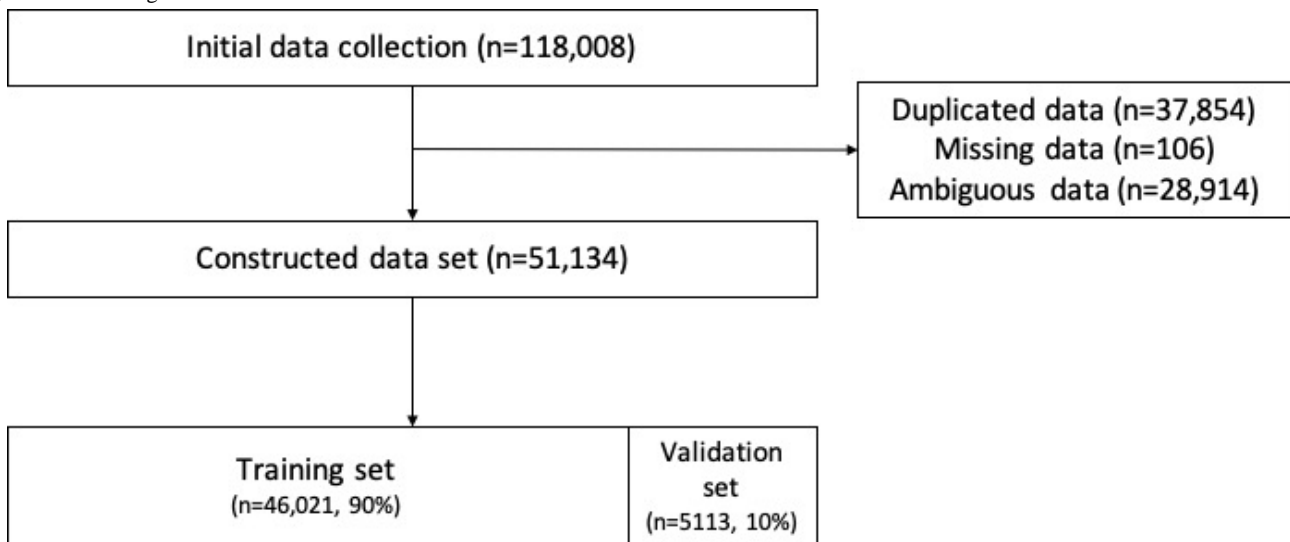 Initial data collection (n=118,008)
Duplicated data (n=37,854)
Missing data (n=106)
Ambiguous data (n=28,914)
Constructed data set (n=51,134)
Training set
(n=46,021, 90%)
Validation
set
(n=5113, 10%)